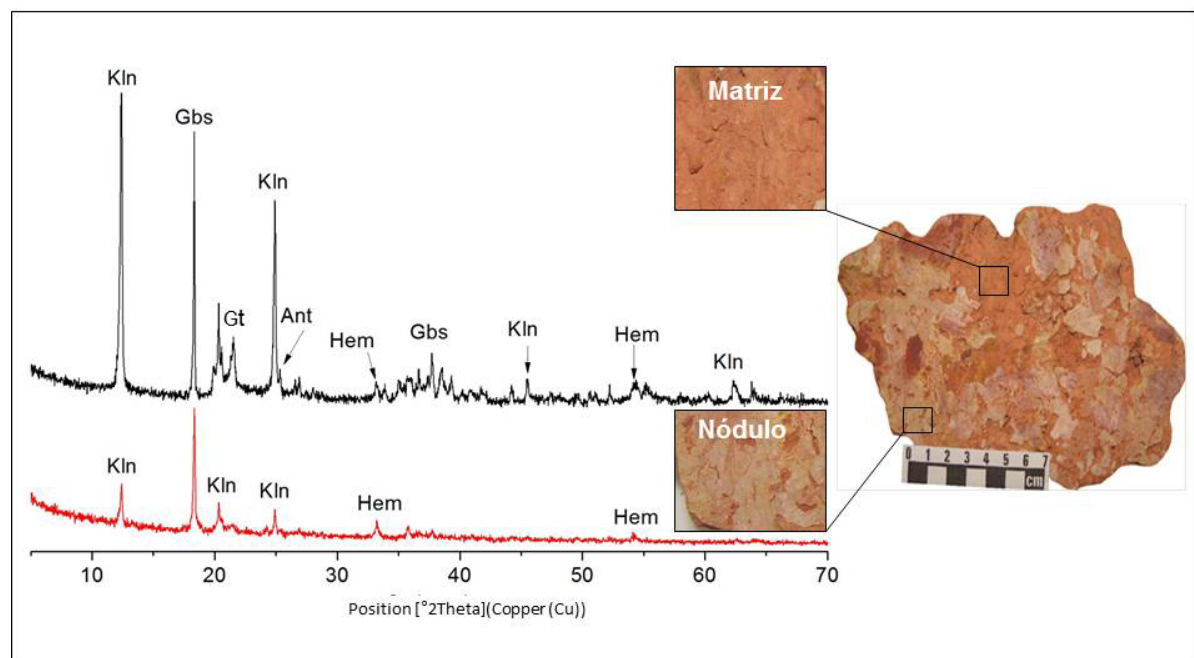 Kln
Gbs
Kln
Gt
Ant
Hem
Gbs
Kln
Hem
Kln
Kln
Kln
Kln
Hem
Hem
10 20 30 40 50 60 70
Position [°2Theta](Copper (Cu))
Matriz
Nódulo
0 1 2 3 4 5 6 7
cm